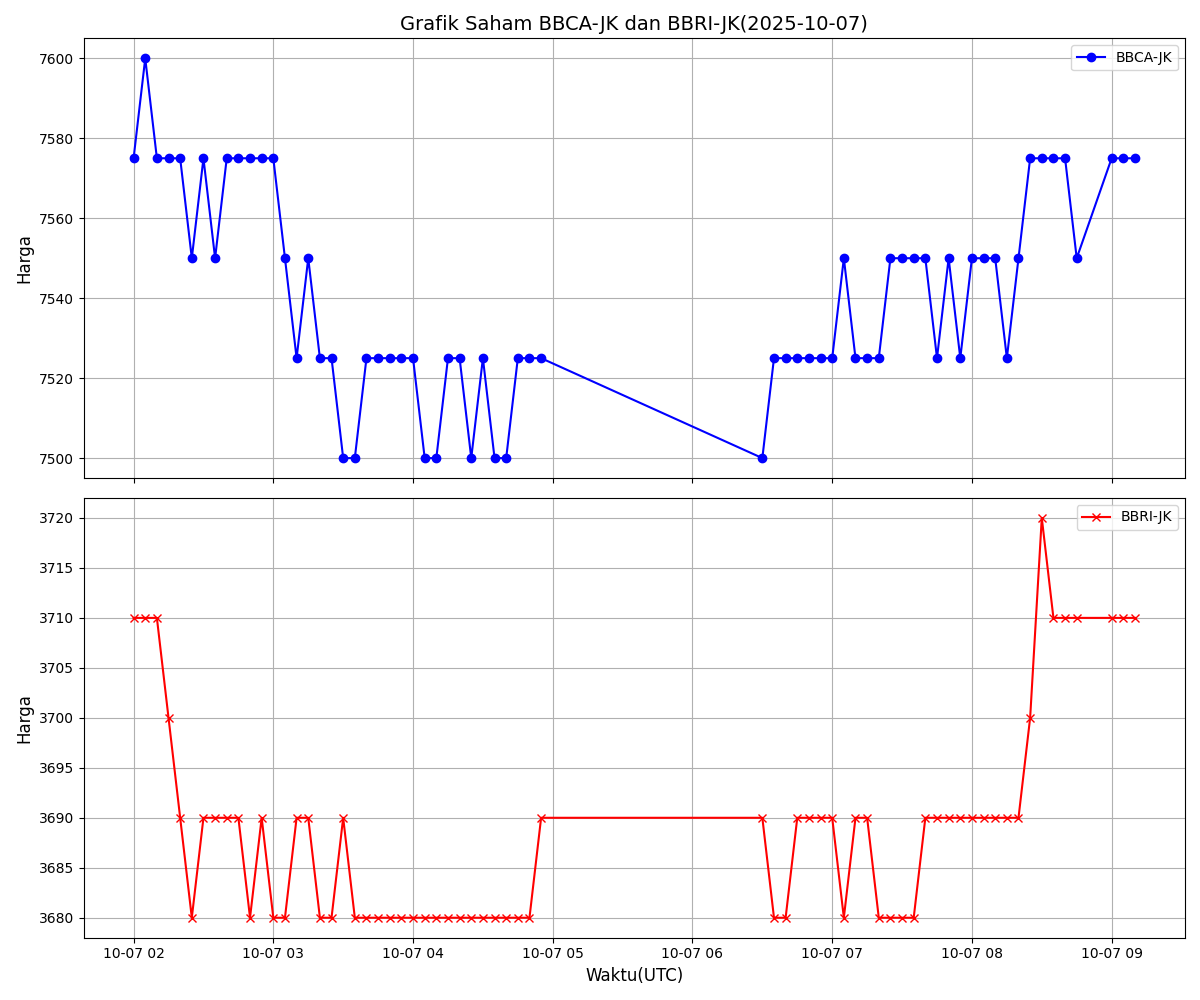 Grafik Saham BBCA-JK dan BBRI-JK(2025-10-07)
7600
7580
7560
7540
7520
7500
Harga
BBCA-JK
3720
3715
3710
3705
3700
3695
3690
3685
3680
Harga
BBRI-JK
10-07 02 10-07 03 10-07 04 10-07 05 10-07 06 10-07 07 10-07 08 10-07 09
Waktu(UTC)